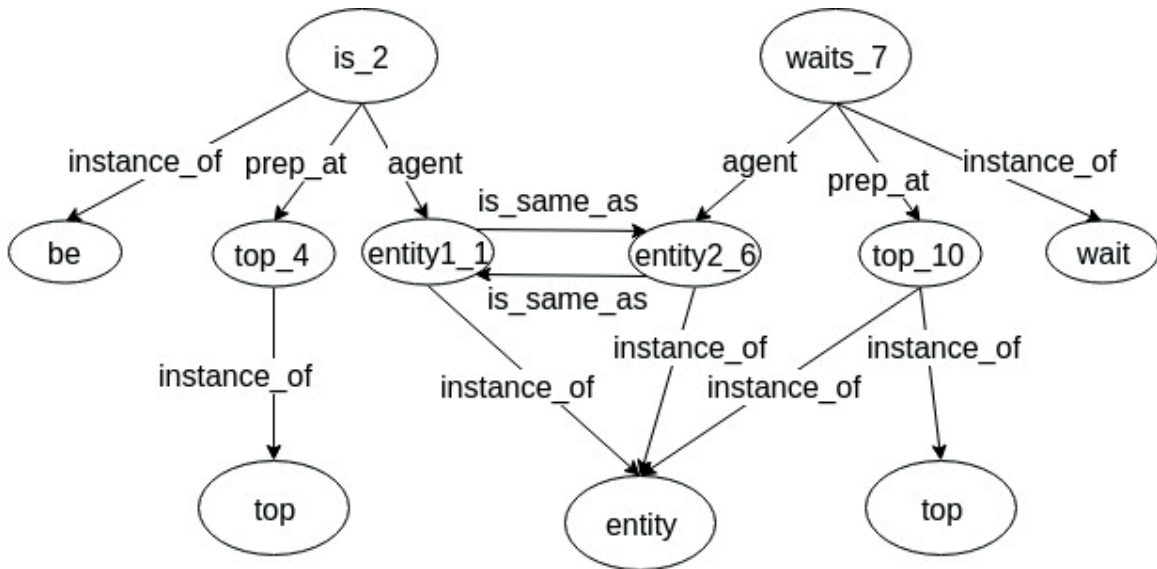 is_2
waits_7
instance_of
prep_at
agent
agent
prep_at
instance_of
is_same_as
be
top_4
entity1_1
entity2_6
top_10
wait
is_same_as
instance_of
instance_of
instance_of
instance_of
instance_of
top
entity
top